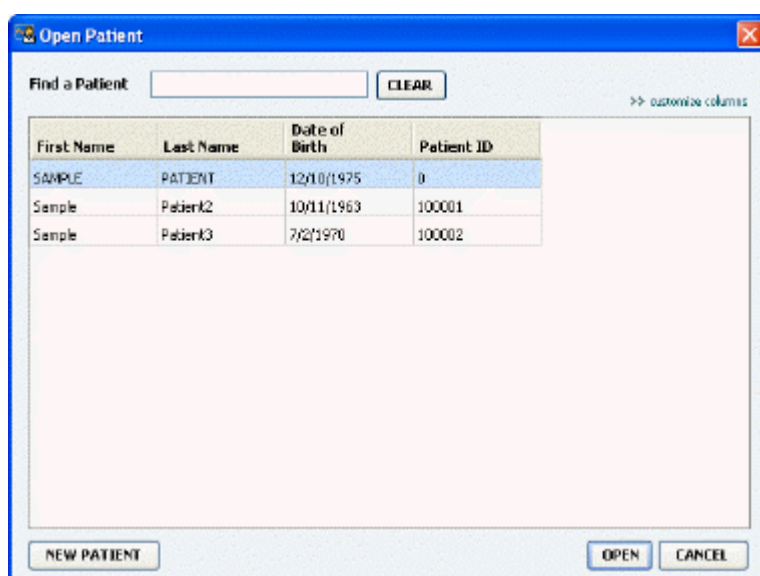 Open Patient
Find a Patient CLEAR
>> customize columns
First Name Last Name Date of Birth Patient ID
SAMPLE PATIENT 12/10/1975 0
Sample Patient2 10/11/1963 100001
Sample Patient3 7/2/1970 100002
NEW PATIENT OPEN CANCEL